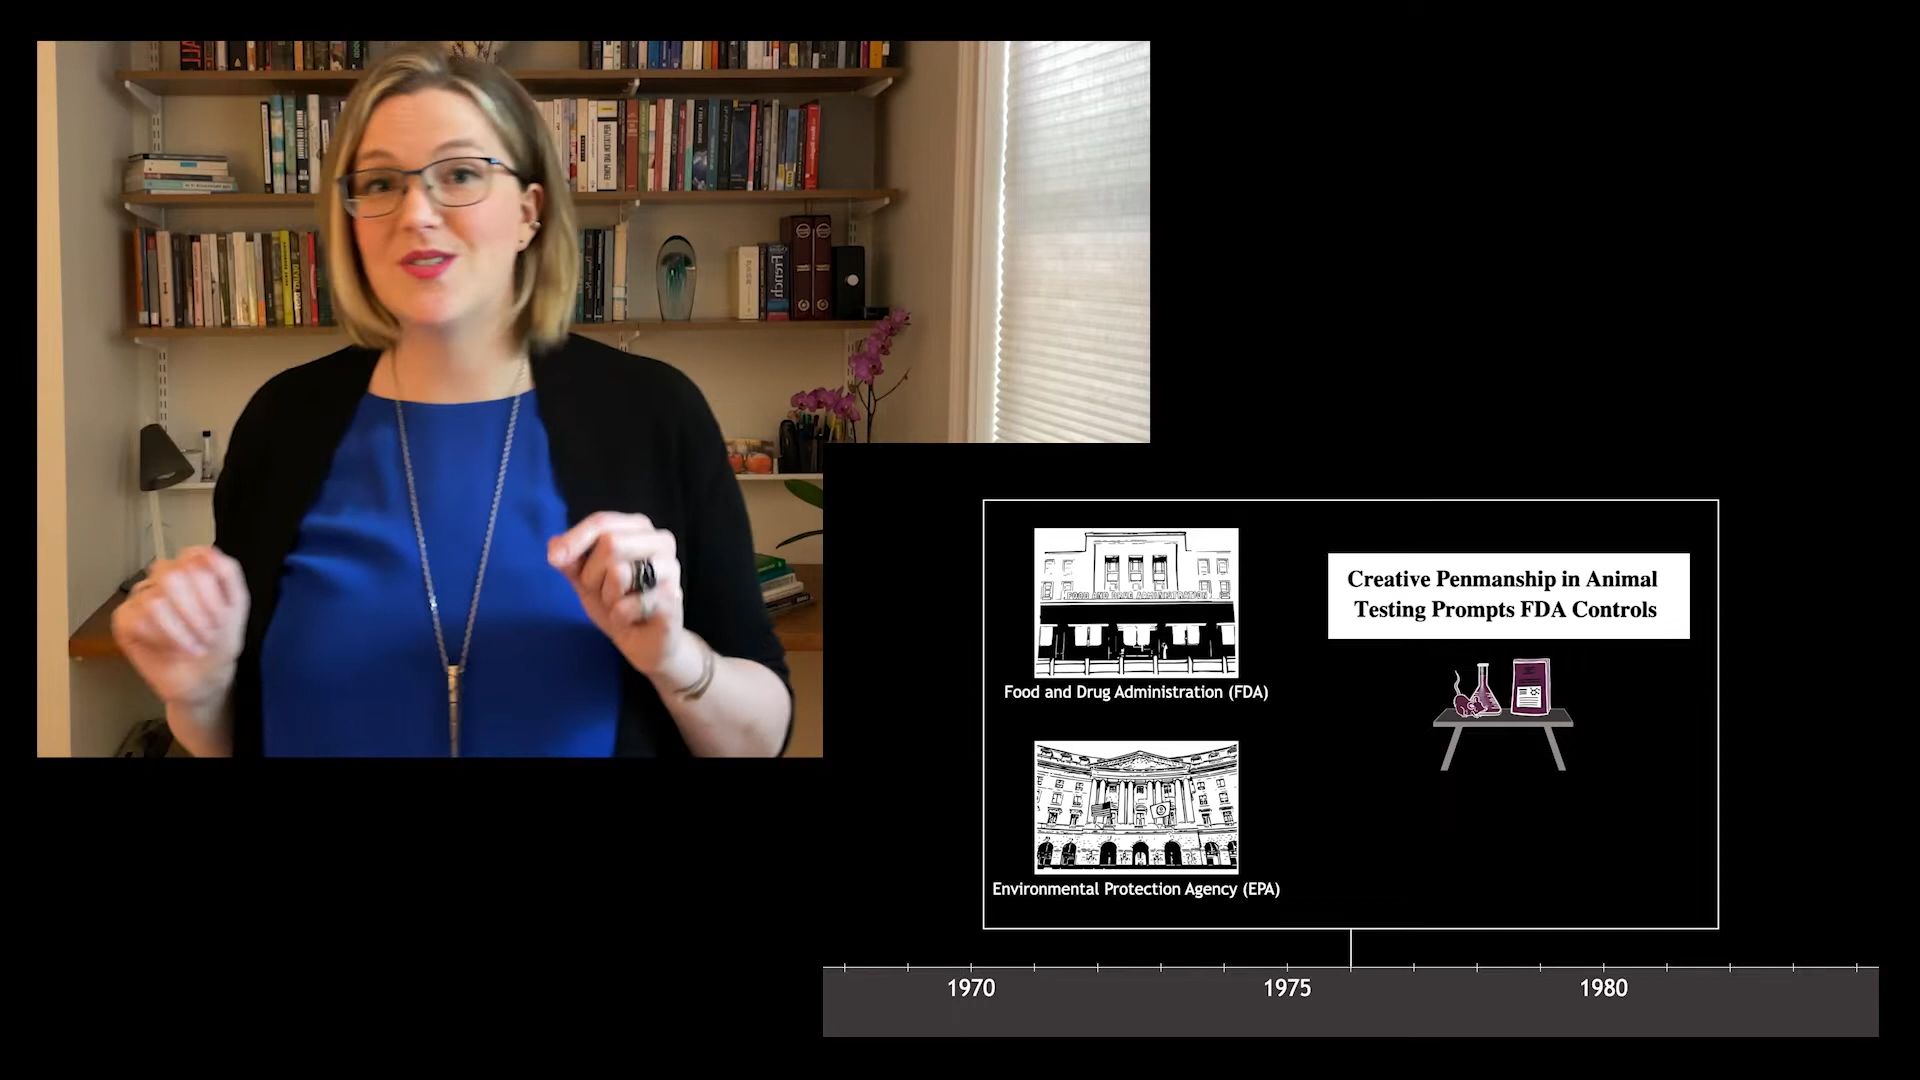 French
FOOD AND DRUG ADMINISTRATION
Food and Drug Administration (FDA)
Creative Penmanship in Animal
Testing Prompts FDA Controls
Environmental Protection Agency (EPA)
1970
1975
1980